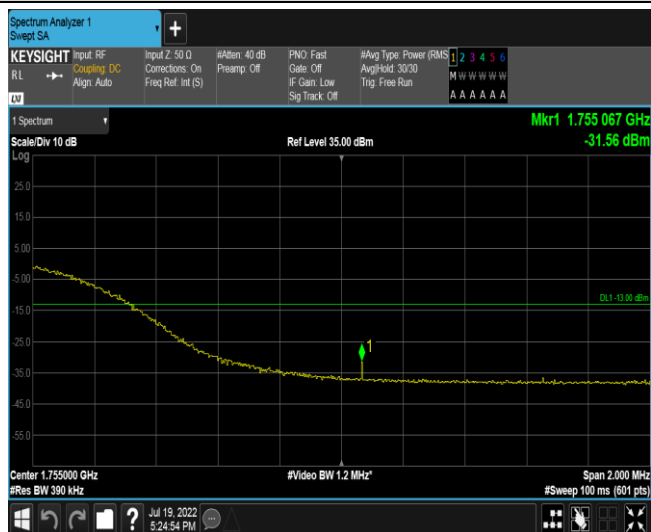 Spectrum Analyzer 1
Swept SA
KEYSIGHT
RL
LXI
Input: RF
Coupling: DC
Align: Auto
Input Z: 50 Ω
Corrections: On
Freq Ref: Int (S)
#Atten: 40 dB
Preamp: Off
PNO: Fast
Gate: Off
IF Gain: Low
Sig Track: Off
#Avg Type: Power (RMS
Avg|Hold: 30/30
Trig: Free Run
1 2 3 4 5 6
M W W W W W
A A A A A A
1 Spectrum
Mkr1 1.755 067 GHz
Scale/Div 10 dB
Ref Level 35.00 dBm
-31.56 dBm
Log
25.0
15.0
5.00
-5.00
DL1 -13.00 dBm
-15.0
-25.0
1
-35.0
-45.0
-55.0
Center 1.755000 GHz
#Video BW 1.2 MHz*
Span 2.000 MHz
#Res BW 390 kHz
#Sweep 100 ms (601 pts)
Jul 19, 2022
5:24:54 PM